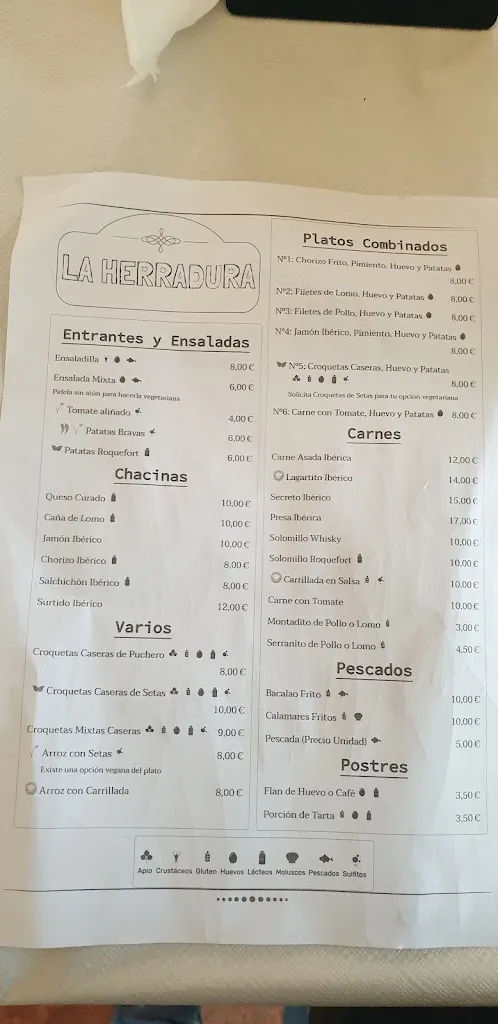 LA HERRADURA
Entrantes y Ensaladas
Ensaladilla 8,00 €
Ensalada Mixta 6,00 €
Pídela sin atún para hacerla vegetariana
Tomate aliñado 4,00 €
Patatas Bravas 6,00 €
Patatas Roquefort 6,00 €
Chacinas
Queso Curado 10,00 €
Caña de Lomo 10,00 €
Jamón Ibérico 10,00 €
Chorizo Ibérico 8,00 €
Salchichón Ibérico 8,00 €
Surtido Ibérico 12,00 €
Varios
Croquetas Caseras de Puchero
8,00 €
Croquetas Caseras de Setas
10,00 €
Croquetas Mixtas Caseras 9,00 €
Arroz con Setas 8,00 €
Existe una opción vegana del plato
Arroz con Carrillada 8,00 €
Platos Combinados
Nº1: Chorizo Frito, Pimiento, Huevo y Patatas
8,00 €
Nº2: Filetes de Lomo, Huevo y Patatas 8,00 €
Nº3: Filetes de Pollo, Huevo y Patatas 8,00 €
Nº4: Jamón Ibérico, Pimiento, Huevo y Patatas
8,00 €
Nº5: Croquetas Caseras, Huevo y Patatas
8,00 €
Solicita Croquetas de Setas para tu opción vegetariana
Nº6: Carne con Tomate, Huevo y Patatas 8,00 €
Carnes
Carne Asada Ibérica 12,00 €
Lagartito Ibérico 14,00 €
Secreto Ibérico 15,00 €
Presa Ibérica 17,00 €
Solomillo Whisky 10,00 €
Solomillo Roquefort 10,00 €
Carrillada en Salsa 10,00 €
Carne con Tomate 10,00 €
Montadito de Pollo o Lomo 3,00 €
Serranito de Pollo o Lomo 4,50 €
Pescados
Bacalao Frito 10,00 €
Calamares Fritos 10,00 €
Pescada (Precio Unidad) 5,00 €
Postres
Flan de Huevo o Café 3,50 €
Porción de Tarta 3,50 €
Apio Crustáceos Gluten Huevos Lácteos Moluscos Pescados Sulfitos